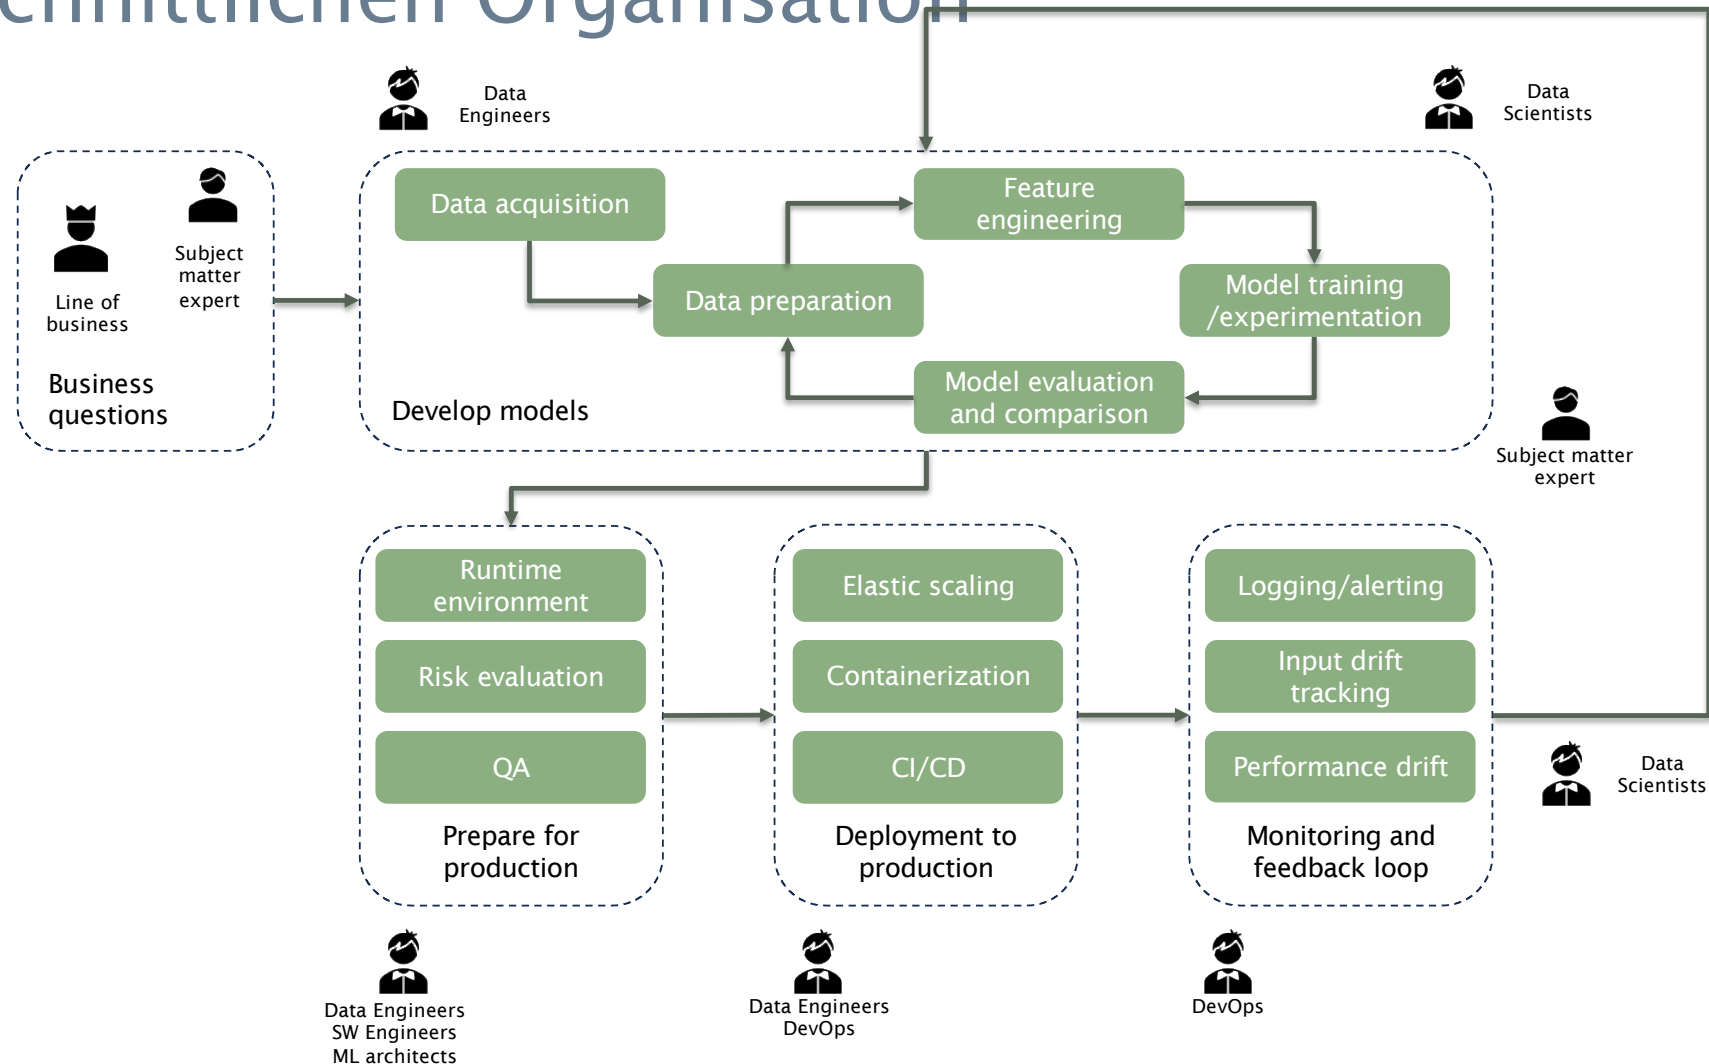 chnittlichen Organisation
Data
Engineers
Data
Scientists
Line of
business
Subject
matter
expert
Business
questions
Data acquisition
Data preparation
Feature
engineering
Model training
/experimentation
Model evaluation
and comparison
Develop models
Subject matter
expert
Runtime
environment
Risk evaluation
QA
Prepare for
production
Elastic scaling
Containerization
CI/CD
Deployment to
production
Logging/alerting
Input drift
tracking
Performance drift
Monitoring and
feedback loop
Data
Scientists
Data Engineers
SW Engineers
ML architects
Data Engineers
DevOps
DevOps